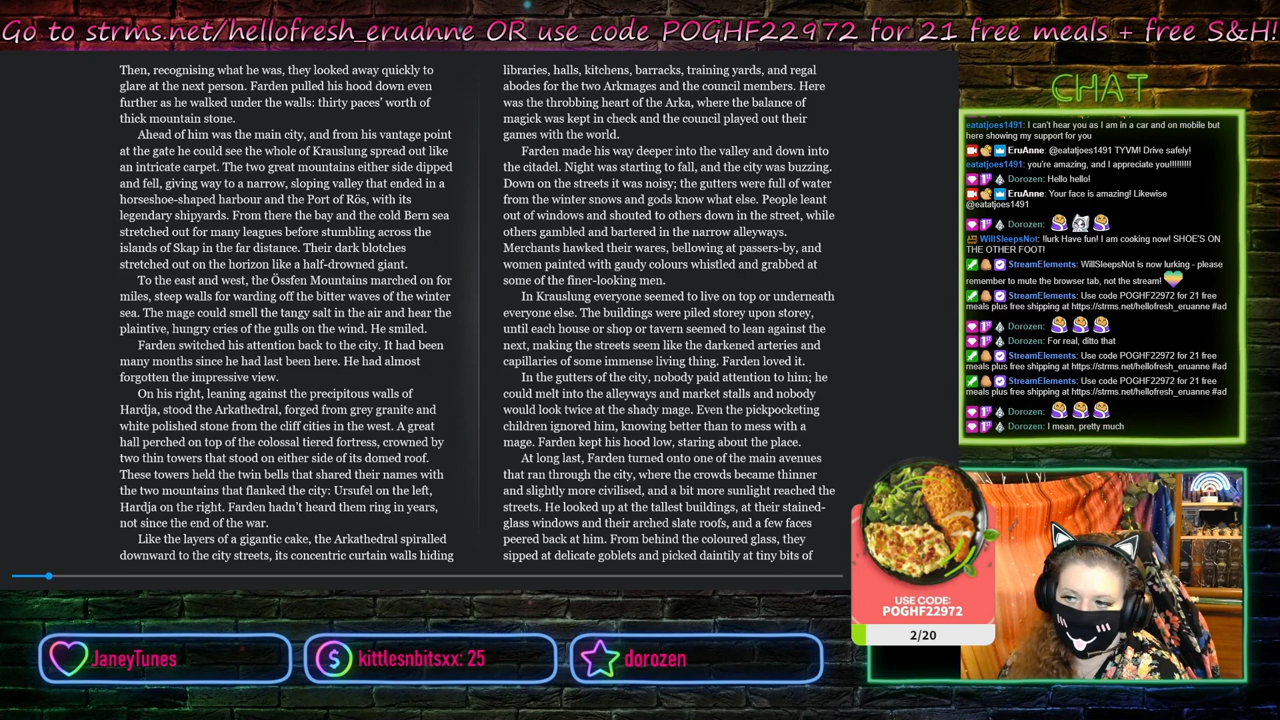 Go to strms.net/hellofresh_eruanne OR use code POGHF22972 for 21 free meals + free S&H!
Then, recognising what he was, they looked away quickly to
glare at the next person. Farden pulled his hood down even
further as he walked under the walls: thirty paces' worth of
thick mountain stone.
Ahead of him was the main city, and from his vantage point
at the gate he could see the whole of Krauslung spread out like
an intricate carpet. The two great mountains either side dipped
and fell, giving way to a narrow, sloping valley that ended in a
horseshoe-shaped harbour and the Port of Rós, with its
legendary shipyards. From there the bay and the cold Bern sea
stretched out for many leagues before tumbling across the
islands of Skap in the far distance. Their dark blotches
stretched out on the horizon like a half-drowned giant.
To the east and west, the Össen Mountains marched on for
miles, steep walls for warding off the bitter waves of the winter
sea. The mage could smell the tangy salt in the air and hear the
plaintive, hungry cries of the gulls on the wind. He smiled.
Farden switched his attention back to the city. It had been
many months since he had last been here. He had almost
forgotten the impressive view.
On his right, leaning against the precipitous walls of
Hardja, stood the Arkathedral, forged from grey granite and
white polished stone from the cliff cities in the west. A great
hall perched on top of the colossal tiered fortress, crowned by
two thin towers that stood on either side of its domed roof.
These towers held the twin bells that shared their names with
the two mountains that flanked the city: Ursufel on the left,
Hardja on the right. Farden hadn't heard them ring in years,
not since the end of the war.
Like the layers of a gigantic cake, the Arkathedral spiralled
downward to the city streets, its concentric curtain walls hiding
libraries, halls, kitchens, barracks, training yards, and regal
abodes for the two Arkmages and the council members. Here
was the throbbing heart of the Arka, where the balance of
magick was kept in check and the council played out their
games with the world.
Farden made his way deeper into the valley and down into
the citadel. Night was starting to fall, and the city was buzzing.
Down on the streets it was noisy; the gutters were full of water
from the winter snows and gods know what else. People leant
out of windows and shouted to others down in the street, while
others gambled and bartered in the narrow alleyways.
Merchants hawked their wares, bellowing at passers-by, and
women painted with gaudy colours whistled and grabbed at
some of the finer-looking men.
In Krauslung everyone seemed to live on top or underneath
everyone else. The buildings were piled storey upon storey,
until each house or shop or tavern seemed to lean against the
next, making the streets seem like the darkened arteries and
capillaries of some immense living thing. Farden loved it.
In the gutters of the city, nobody paid attention to him; he
could melt into the alleyways and market stalls and nobody
would look twice at the shady mage. Even the pickpocketing
children ignored him, knowing better than to mess with a
mage. Farden kept his hood low, staring about the place.
At long last, Farden turned onto one of the main avenues
that ran through the city, where the crowds became thinner
and slightly more civilised, and a bit more sunlight reached the
streets. He looked up at the tallest buildings, at their stained-
glass windows and their arched slate roofs, and a few faces
peered back at him. From behind the coloured glass, they
sipped at delicate goblets and picked daintily at tiny bits of
CHAT
eatatjoes1491: I can't hear you as I am in a car and on mobile but
here showing my support for you
EruAnne: @eatatjoes1491 TYVM! Drive safely!
eatatjoes1491: you're amazing, and I appreciate you!!!!!!!!!
Dorozen: Hello hello!
EruAnne: Your face is amazing! Likewise
@eatatjoes1491
Dorozen:
WillSleepsNot: !lurk Have fun! I am cooking now! SHOE'S ON
THE OTHER FOOT!
StreamElements: WillSleepsNot is now lurking - please
remember to mute the browser tab, not the stream!
StreamElements: Use code POGHF22972 for 21 free
meals plus free shipping at https://strms.net/hellofresh_eruanne #ad
Dorozen:
Dorozen: For real, ditto that
StreamElements: Use code POGHF22972 for 21 free
meals plus free shipping at https://strms.net/hellofresh_eruanne #ad
StreamElements: Use code POGHF22972 for 21 free
meals plus free shipping at https://strms.net/hellofresh_eruanne #ad
Dorozen:
Dorozen: I mean, pretty much
USE CODE:
POGHF22972
2/20
JaneyTunes
kittlesnbitsxx: 25
dorozen